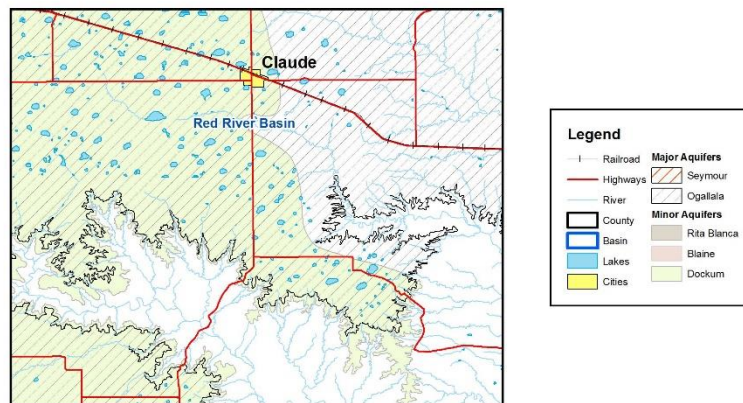 Claude
Red River Basin
Legend
Railroad
Highways
River
County
Basin
Lakes
Cities
Major Aquifers
Seymour
Ogallala
Minor Aquifers
Rita Blanca
Blaine
Dockum